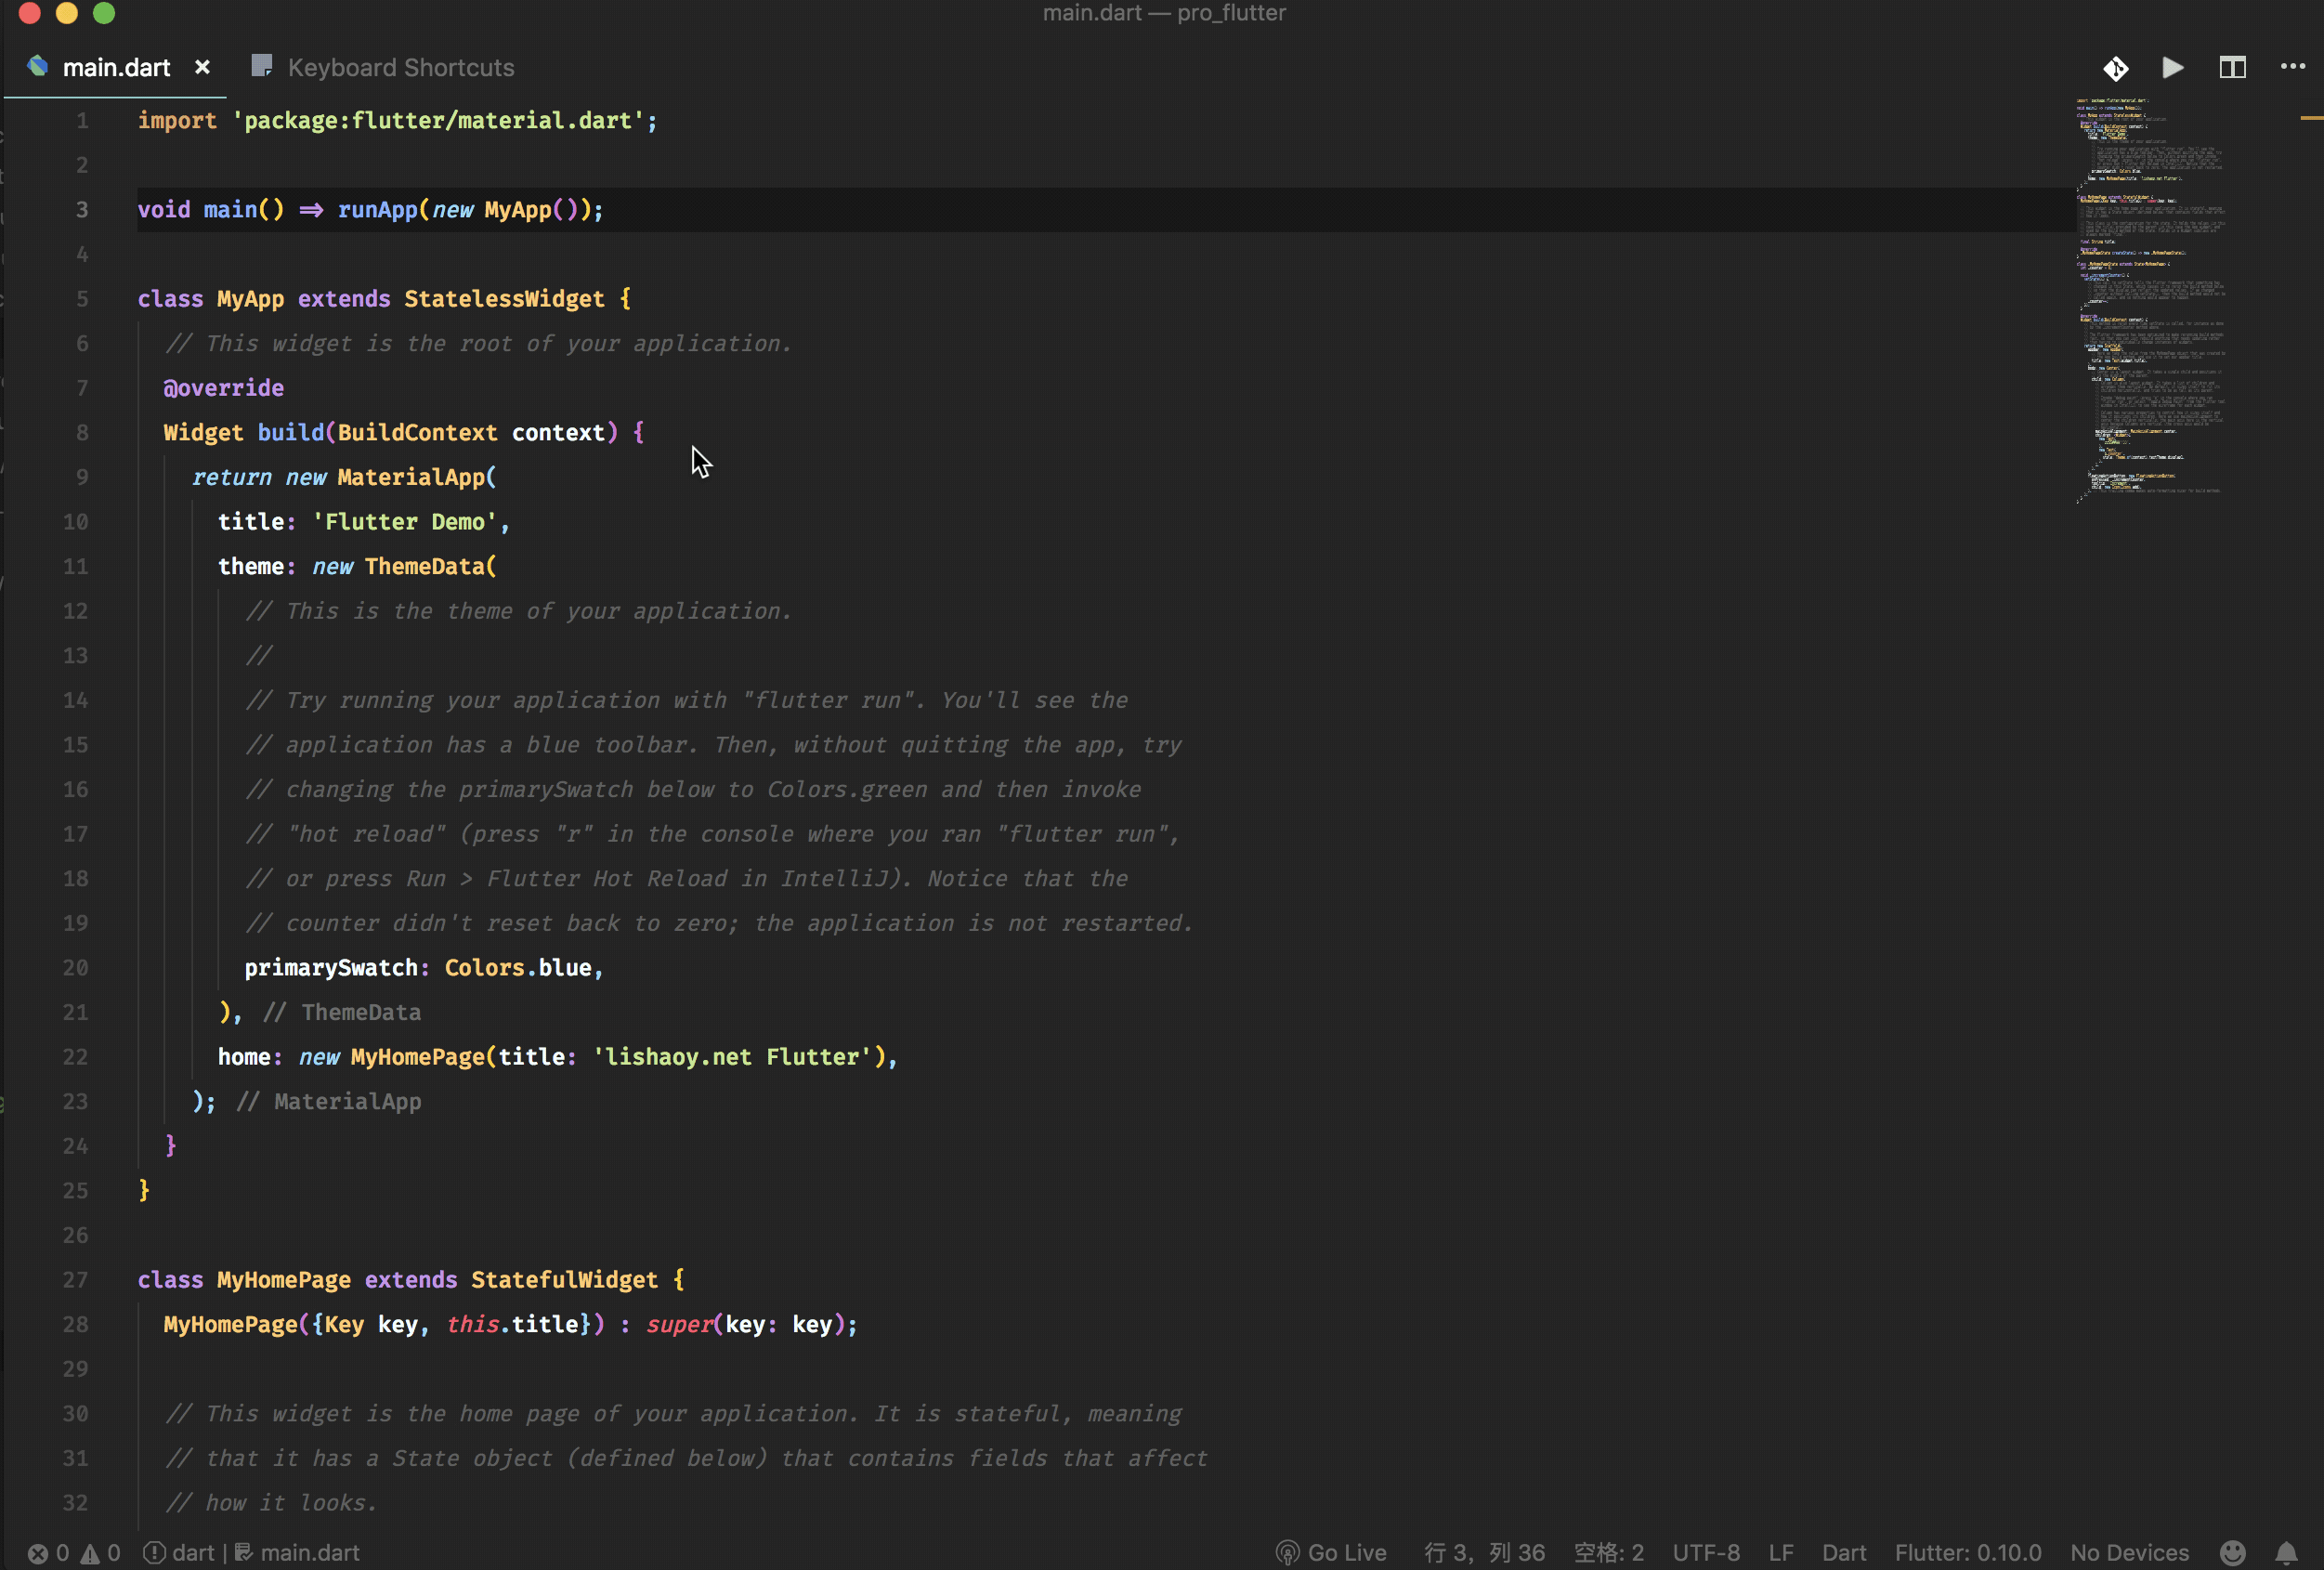 main.dart — pro_flutter
main.dart × Keyboard Shortcuts
1 import 'package:flutter/material.dart';
2
3 void main() => runApp(new MyApp());
4
5 class MyApp extends StatelessWidget {
6 // This widget is the root of your application.
7 @override
8 Widget build(BuildContext context) {
9 return new MaterialApp(
10 title: 'Flutter Demo',
11 theme: new ThemeData(
12 // This is the theme of your application.
13 //
14 // Try running your application with "flutter run". You'll see the
15 // application has a blue toolbar. Then, without quitting the app, try
16 // changing the primarySwatch below to Colors.green and then invoke
17 // "hot reload" (press "r" in the console where you ran "flutter run",
18 // or press Run > Flutter Hot Reload in IntelliJ). Notice that the
19 // counter didn't reset back to zero; the application is not restarted.
20 primarySwatch: Colors.blue,
21 ), // ThemeData
22 home: new MyHomePage(title: 'lishaoy.net Flutter'),
23 ); // MaterialApp
24 }
25 }
26
27 class MyHomePage extends StatefulWidget {
28 MyHomePage({Key key, this.title}) : super(key: key);
29
30 // This widget is the home page of your application. It is stateful, meaning
31 // that it has a State object (defined below) that contains fields that affect
32 // how it looks.
0 0 dart | main.dart Go Live 行 3，列 36 空格: 2 UTF-8 LF Dart Flutter: 0.10.0 No Devices